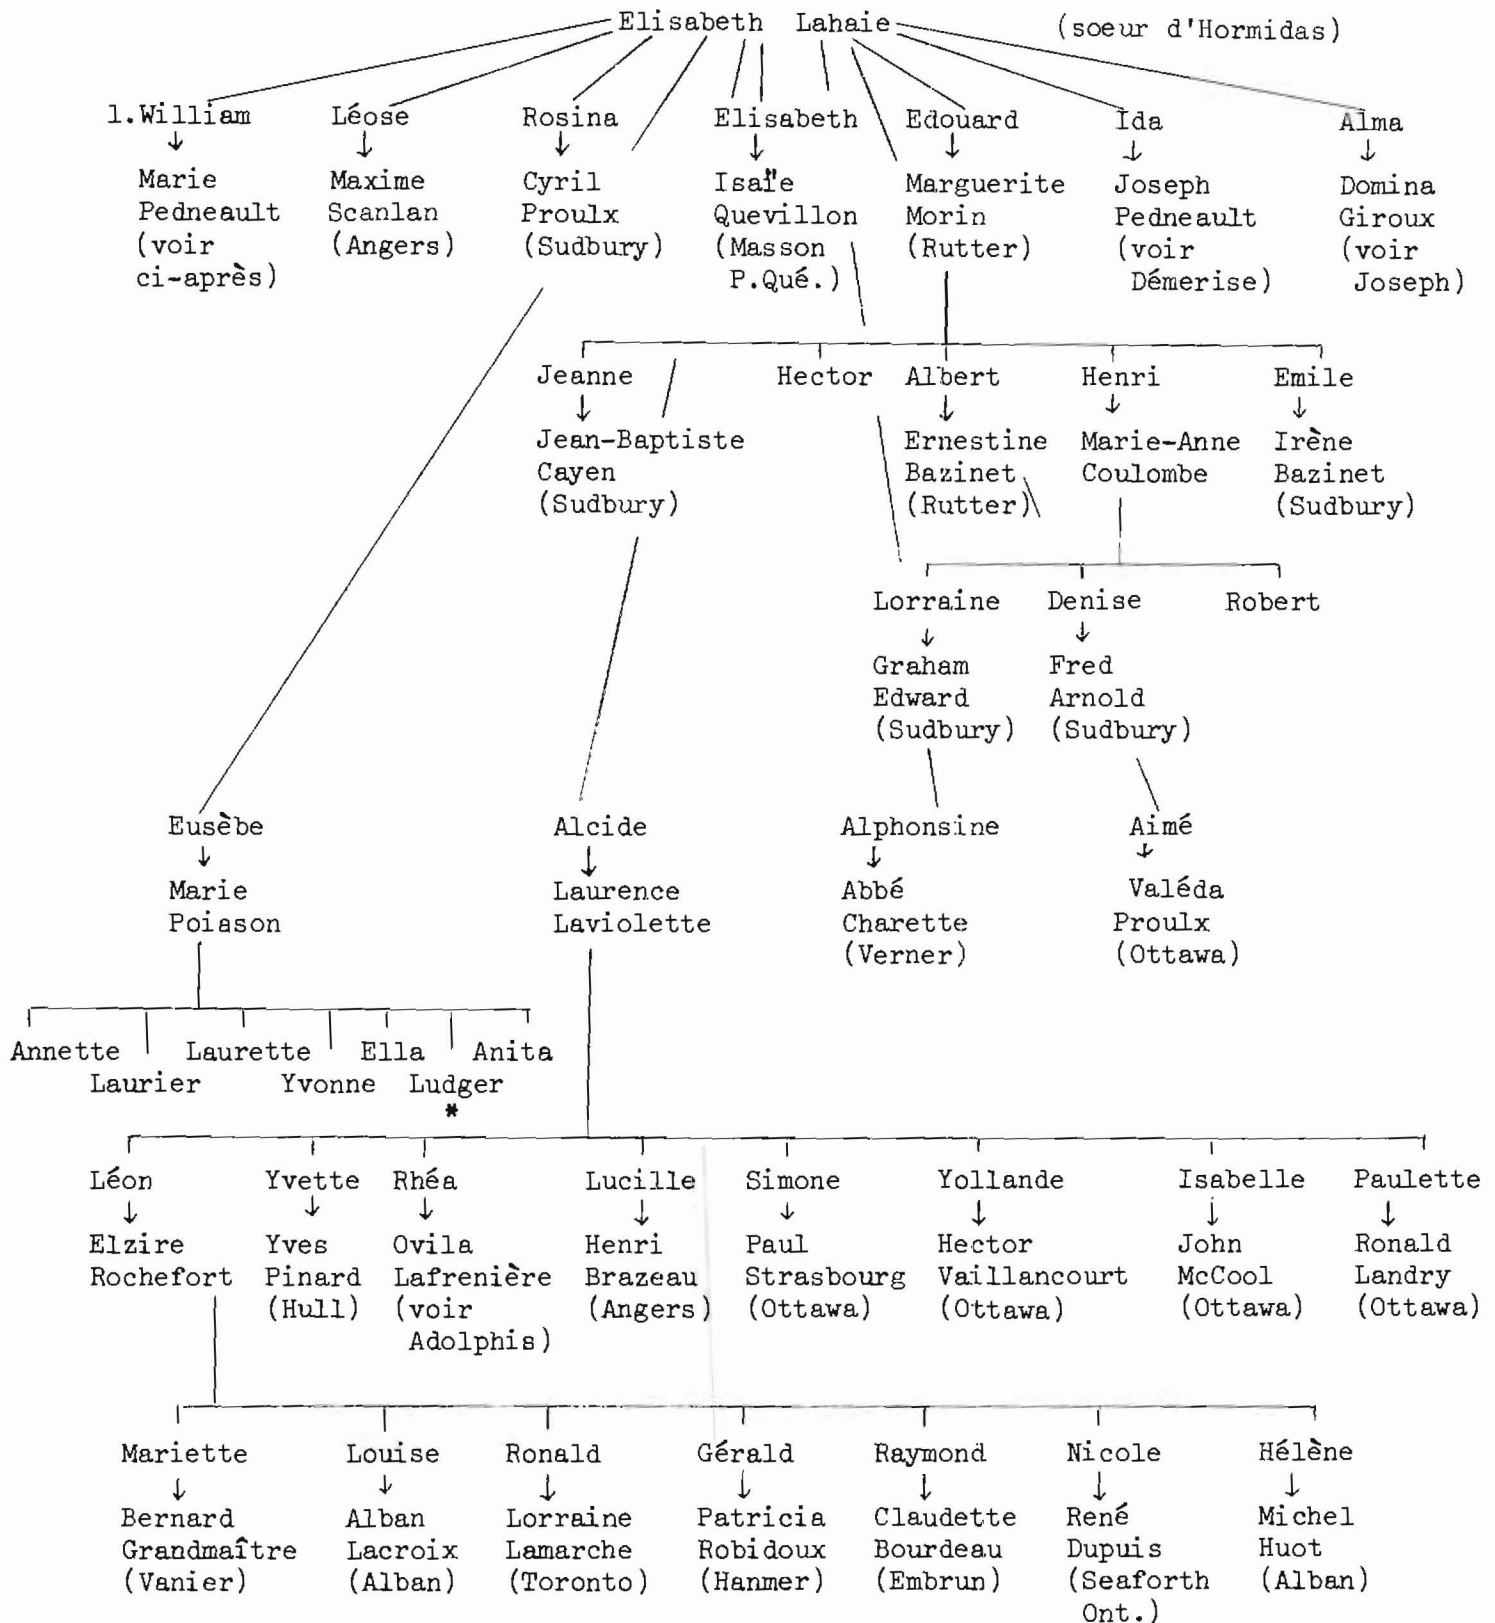 Elisabeth Lahaie (soeur d'Hormidas)
1.William Léose Rosina Elisabeth Edouard Ida Alma
Marie Maxime Cyril Isaïe Marguerite Joseph Domina
Pedneault Scanlan Proulx Quevillon Morin Pedneault Giroux
(voir (Angers) (Sudbury) (Masson (Rutter) (voir (voir
ci-après) P.Qué.) Démerise) Joseph)
Jeanne Hector Albert Henri Emile
Jean-Baptiste Ernestine Marie-Anne Irène
Cayen Bazinet Coulombe Bazinet
(Sudbury) (Rutter) (Sudbury)
Lorraine Denise Robert
Graham Fred
Edward Arnold
(Sudbury) (Sudbury)
Eusèbe Alcide Alphonsine Aimé
Marie Laurence Abbé Valéda
Poisson Laviolette Charette Proulx
(Verner) (Ottawa)
Annette Laurette Ella Anita
Laurier Yvonne Ludger
*
Léon Yvette Rhéa Lucille Simone Yollande Isabelle Paulette
Elzire Yves Ovila Henri Paul Hector John Ronald
Rochefort Pinard Lafrenière Brazeau Strasbourg Vaillancourt McCool Landry
(Hull) (voir (Angers) (Ottawa) (Ottawa) (Ottawa) (Ottawa)
Adolphis)
Mariette Louise Ronald Gérald Raymond Nicole Hélène
Bernard Alban Lorraine Patricia Claudette René Michel
Grandmaître Lacroix Lamarche Robidoux Bourdeau Dupuis Huot
(Vanier) (Alban) (Toronto) (Hanmer) (Embrun) (Seaforth (Alban)
Ont.)